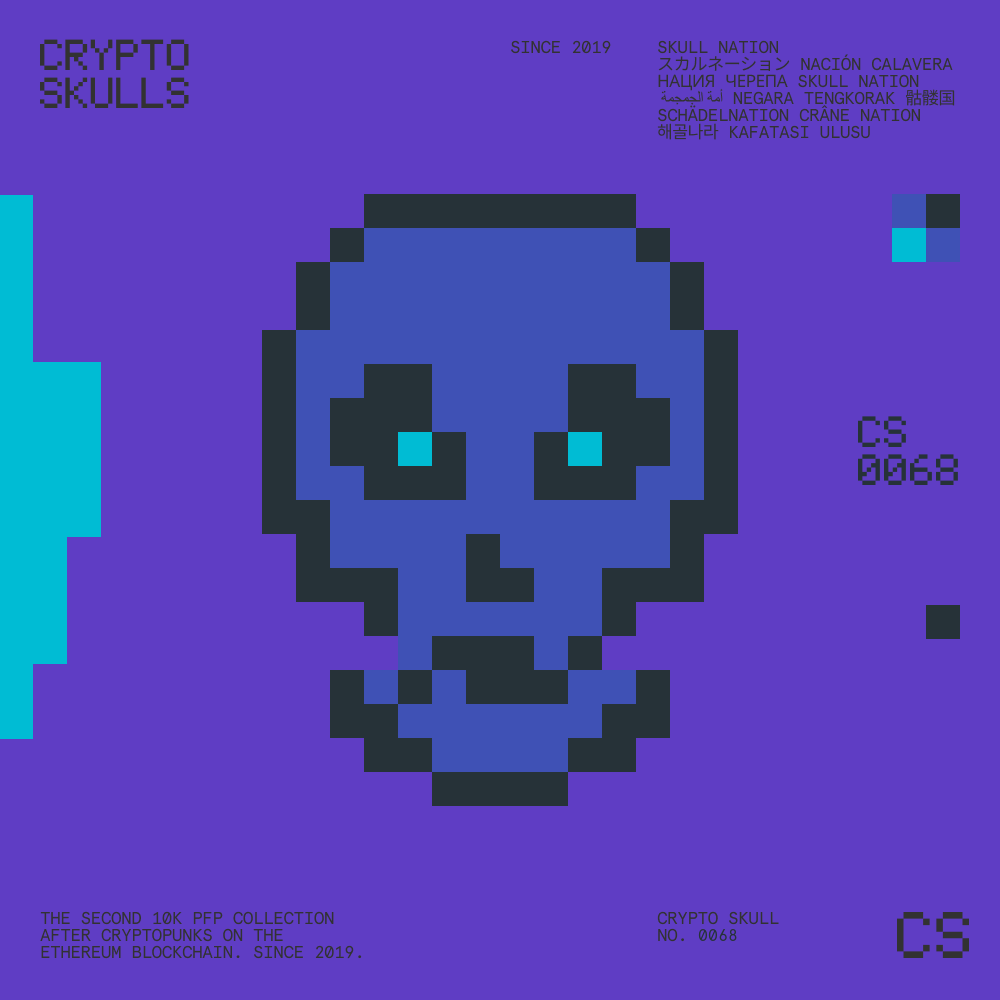 CRYPTO
SKULLS
SINCE 2019
SKULL NATION
スカルネーション NACIÓN CALAVERA
НАЦИЯ ЧЕРЕПА SKULL NATION
أمة الجمجمة NEGARA TENGKORAK 骷髅国
SCHÄDELNATION CRÂNE NATION
해골나라 KAFATASI ULUSU
CS
0068
THE SECOND 10K PFP COLLECTION
AFTER CRYPTOPUNKS ON THE
ETHEREUM BLOCKCHAIN. SINCE 2019.
CRYPTO SKULL
NO. 0068
CS